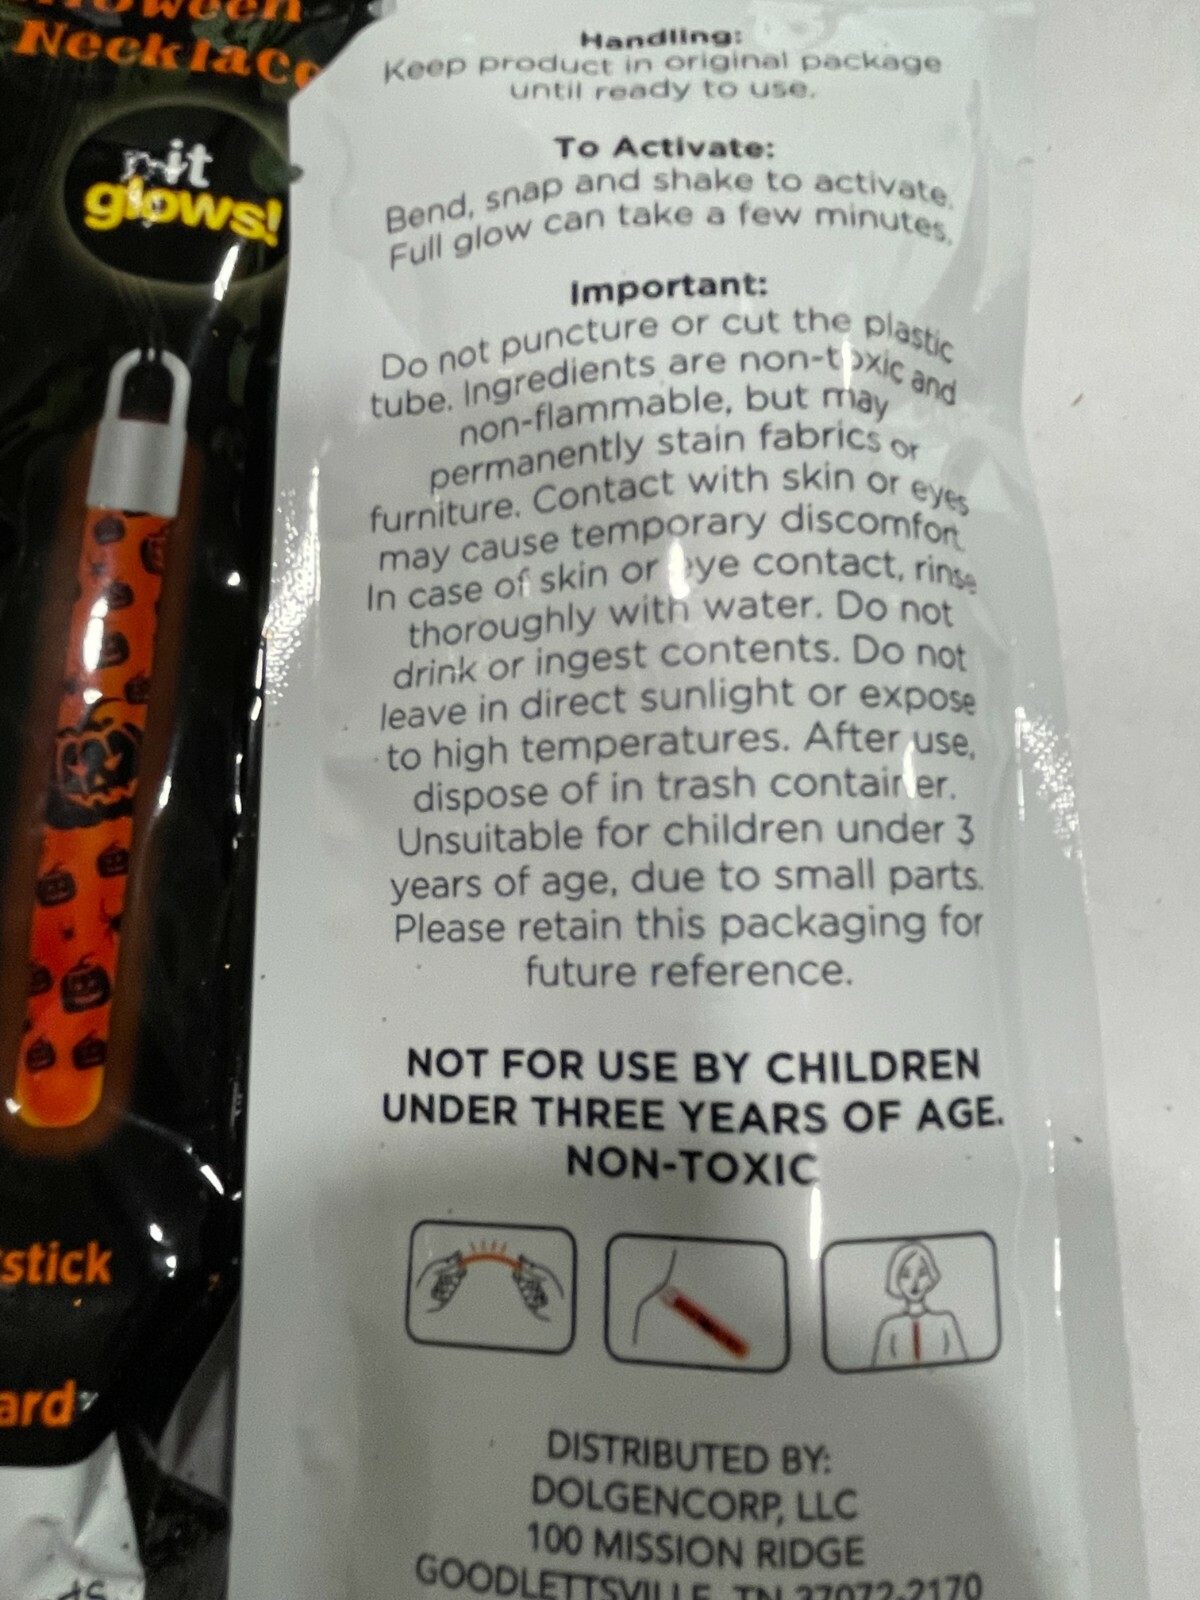 Necklace
it
glows!
stick
ard
Handling:
Keep product in original package
until ready to use.
To Activate:
Bend, snap and shake to activate.
Full glow can take a few minutes.
Important:
Do not puncture or cut the plastic
tube. Ingredients are non-toxic and
non-flammable, but may
permanently stain fabrics or
furniture. Contact with skin or eyes
may cause temporary discomfort.
In case of skin or eye contact, rinse
thoroughly with water. Do not
drink or ingest contents. Do not
leave in direct sunlight or expose
to high temperatures. After use,
dispose of in trash container.
Unsuitable for children under 3
years of age, due to small parts.
Please retain this packaging for
future reference.
NOT FOR USE BY CHILDREN
UNDER THREE YEARS OF AGE.
NON-TOXIC
DISTRIBUTED BY:
DOLGENCORP, LLC
100 MISSION RIDGE
GOODLETTSVILLE, TN 37072-2170